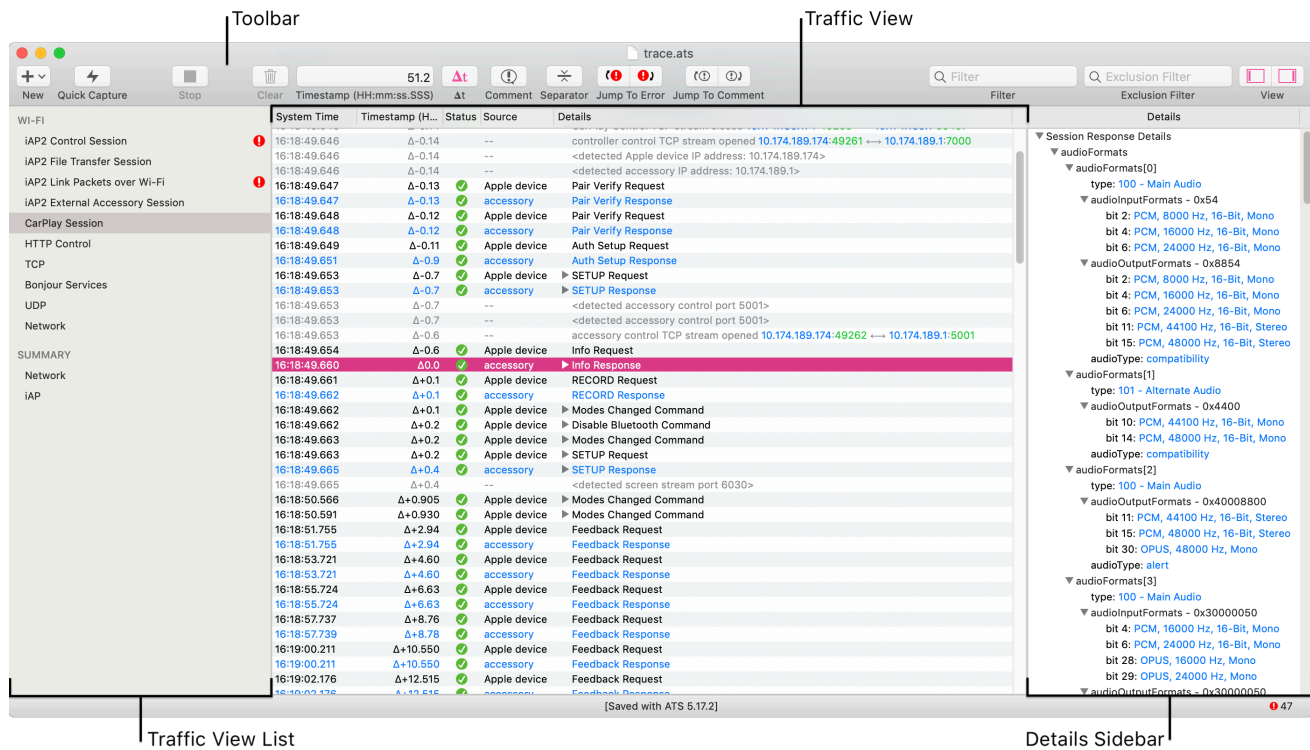 Toolbar
Traffic View
trace.ats
51.2
Δt
Filter
Exclusion Filter
New
Quick Capture
Stop
Clear
Timestamp (HH:mm:ss.SSS)
Δt
Comment
Separator
Jump To Error
Jump To Comment
Filter
Exclusion Filter
View
WI-FI
iAP2 Control Session
iAP2 File Transfer Session
iAP2 Link Packets over Wi-Fi
iAP2 External Accessory Session
CarPlay Session
HTTP Control
TCP
Bonjour Services
UDP
Network
SUMMARY
Network
iAP
System Time Timestamp (H... Status Source Details
16:18:49.646 Δ-0.14 -- controller control TCP stream opened 10.174.189.174:49261 ⟷ 10.174.189.1:7000
16:18:49.646 Δ-0.14 -- <detected Apple device IP address: 10.174.189.174>
16:18:49.646 Δ-0.14 -- <detected accessory IP address: 10.174.189.1>
16:18:49.647 Δ-0.13 Apple device Pair Verify Request
16:18:49.647 Δ-0.13 accessory Pair Verify Response
16:18:49.648 Δ-0.12 Apple device Pair Verify Request
16:18:49.648 Δ-0.12 accessory Pair Verify Response
16:18:49.649 Δ-0.11 Apple device Auth Setup Request
16:18:49.651 Δ-0.9 accessory Auth Setup Response
16:18:49.653 Δ-0.7 Apple device SETUP Request
16:18:49.653 Δ-0.7 accessory SETUP Response
16:18:49.653 Δ-0.7 -- <detected accessory control port 5001>
16:18:49.653 Δ-0.7 -- <detected accessory control port 5001>
16:18:49.653 Δ-0.6 -- accessory control TCP stream opened 10.174.189.174:49262 ⟷ 10.174.189.1:5001
16:18:49.654 Δ-0.6 Apple device Info Request
16:18:49.660 Δ0.0 accessory Info Response
16:18:49.661 Δ+0.1 Apple device RECORD Request
16:18:49.662 Δ+0.1 accessory RECORD Response
16:18:49.662 Δ+0.1 Apple device Modes Changed Command
16:18:49.662 Δ+0.2 Apple device Disable Bluetooth Command
16:18:49.663 Δ+0.2 Apple device Modes Changed Command
16:18:49.663 Δ+0.2 Apple device SETUP Request
16:18:49.665 Δ+0.4 accessory SETUP Response
16:18:49.665 Δ+0.4 -- <detected screen stream port 6030>
16:18:50.566 Δ+0.905 Apple device Modes Changed Command
16:18:50.591 Δ+0.930 Apple device Modes Changed Command
16:18:51.755 Δ+2.94 Apple device Feedback Request
16:18:51.755 Δ+2.94 accessory Feedback Response
16:18:53.721 Δ+4.60 Apple device Feedback Request
16:18:53.721 Δ+4.60 accessory Feedback Response
16:18:55.724 Δ+6.63 Apple device Feedback Request
16:18:55.724 Δ+6.63 accessory Feedback Response
16:18:57.737 Δ+8.76 Apple device Feedback Request
16:18:57.739 Δ+8.78 accessory Feedback Response
16:19:00.211 Δ+10.550 Apple device Feedback Request
16:19:00.211 Δ+10.550 accessory Feedback Response
16:19:02.176 Δ+12.515 Apple device Feedback Request
16:19:02.176 Δ+12.515 accessory Feedback Response
Details
Session Response Details
audioFormats
audioFormats[0]
type: 100 - Main Audio
audioInputFormats - 0x54
bit 2: PCM, 8000 Hz, 16-Bit, Mono
bit 4: PCM, 16000 Hz, 16-Bit, Mono
bit 6: PCM, 24000 Hz, 16-Bit, Mono
audioOutputFormats - 0x8854
bit 2: PCM, 8000 Hz, 16-Bit, Mono
bit 4: PCM, 16000 Hz, 16-Bit, Mono
bit 6: PCM, 24000 Hz, 16-Bit, Mono
bit 11: PCM, 44100 Hz, 16-Bit, Stereo
bit 15: PCM, 48000 Hz, 16-Bit, Stereo
audioType: compatibility
audioFormats[1]
type: 101 - Alternate Audio
audioOutputFormats - 0x4400
bit 10: PCM, 44100 Hz, 16-Bit, Mono
bit 14: PCM, 48000 Hz, 16-Bit, Mono
audioType: compatibility
audioFormats[2]
type: 100 - Main Audio
audioOutputFormats - 0x40008800
bit 11: PCM, 44100 Hz, 16-Bit, Stereo
bit 15: PCM, 48000 Hz, 16-Bit, Stereo
bit 30: OPUS, 48000 Hz, Mono
audioType: alert
audioFormats[3]
type: 100 - Main Audio
audioInputFormats - 0x30000050
bit 4: PCM, 16000 Hz, 16-Bit, Mono
bit 6: PCM, 24000 Hz, 16-Bit, Mono
bit 28: OPUS, 16000 Hz, Mono
bit 29: OPUS, 24000 Hz, Mono
audioOutputFormats - 0x30000050
[Saved with ATS 5.17.2]
47
Traffic View List
Details Sidebar